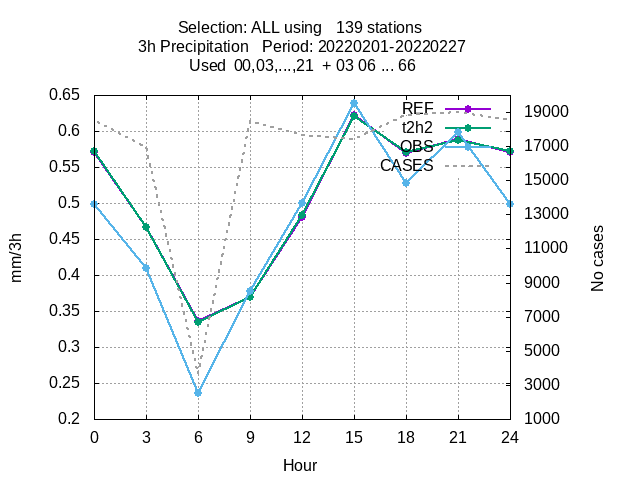 Selection: ALL using   139 stations
3h Precipitation   Period: 20220201-20220227
Used  00,03,...,21  + 03 06 ... 66
0.65
0.6
0.55
0.5
0.45
0.4
0.35
0.3
0.25
0.2
mm/3h
REF
t2h2
OBS
CASES
19000
17000
15000
13000
11000
9000
7000
5000
3000
1000
No cases
0 3 6 9 12 15 18 21 24
Hour